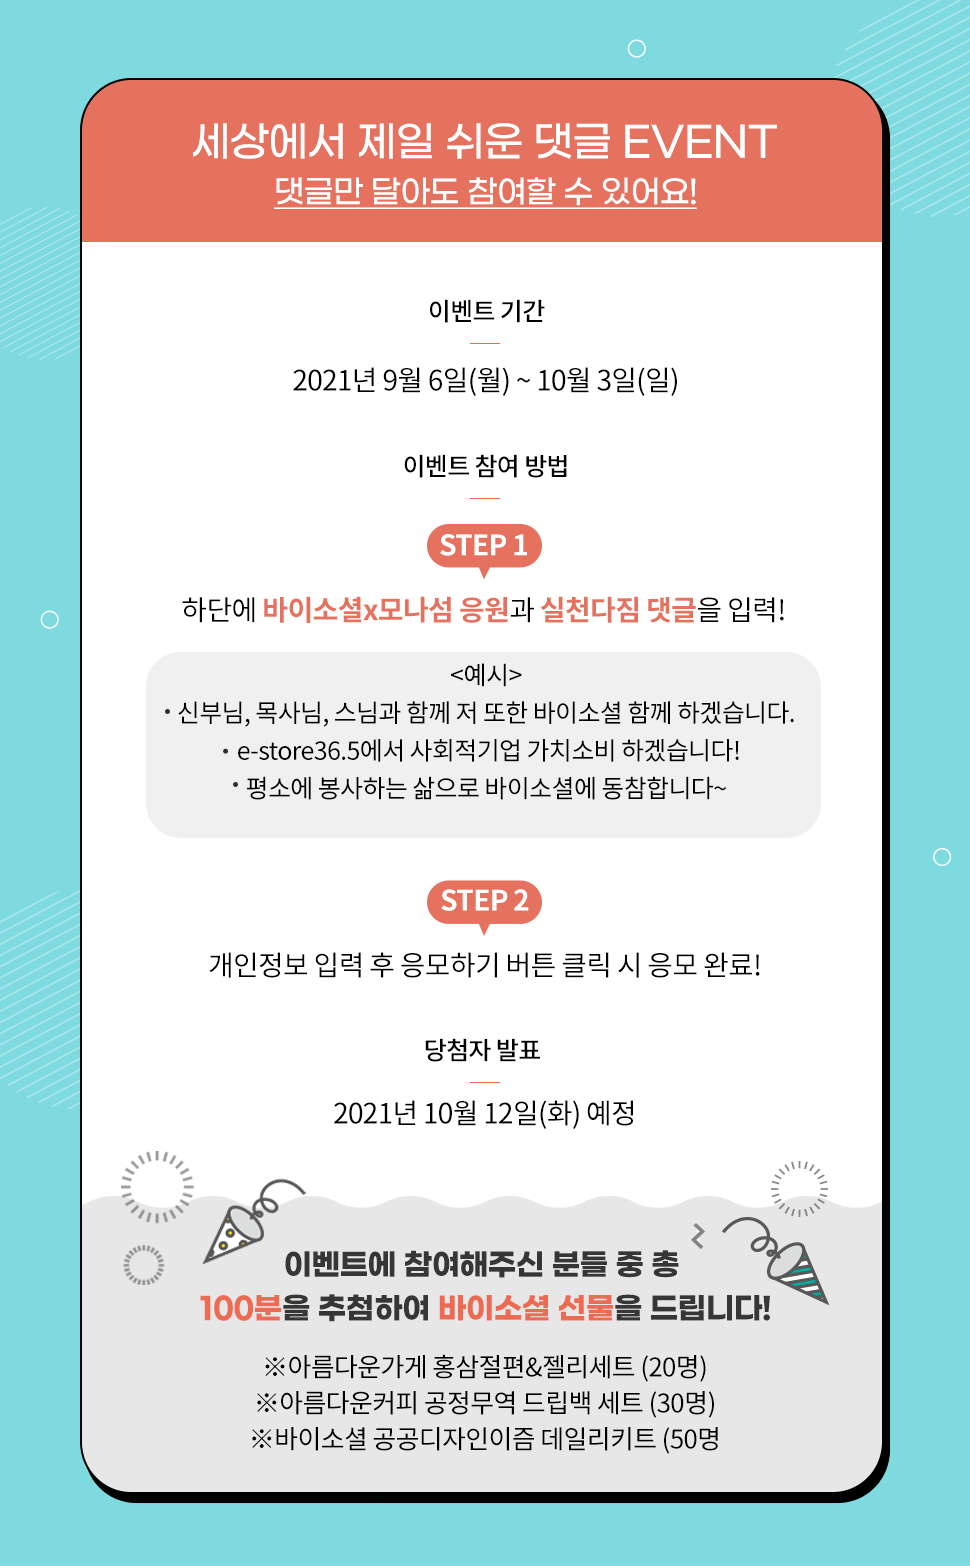 세상에서 제일 쉬운 댓글 EVENT
댓글만 달아도 참여할 수 있어요!
이벤트 기간
2021년 9월 6일(월) ~ 10월 3일(일)
이벤트 참여 방법
STEP 1
하단에 바이소셜x모나섬 응원과 실천다짐 댓글을 입력!
<예시>
• 신부님, 목사님, 스님과 함께 저 또한 바이소셜 함께 하겠습니다.
• e-store36.5에서 사회적기업 가치소비 하겠습니다!
• 평소에 봉사하는 삶으로 바이소셜에 동참합니다~
STEP 2
개인정보 입력 후 응모하기 버튼 클릭 시 응모 완료!
당첨자 발표
2021년 10월 12일(화) 예정
이벤트에 참여해주신 분들 중 총
100분을 추첨하여 바이소셜 선물을 드립니다!
※아름다운가게 홍삼절편&젤리세트 (20명)
※아름다운커피 공정무역 드립백 세트 (30명)
※바이소셜 공공디자인이즘 데일리키트 (50명